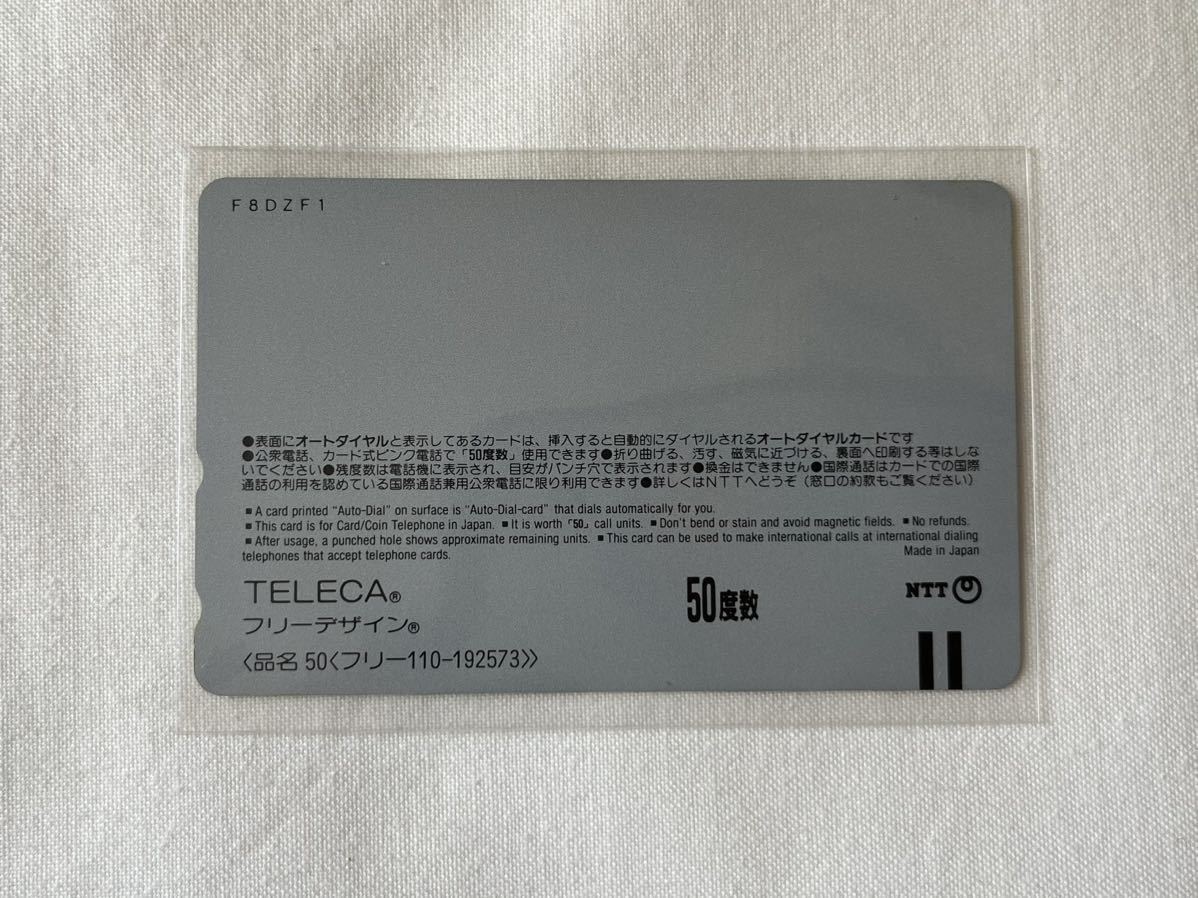 F8DZF1
●表面にオートダイヤルと表示してあるカードは、挿入すると自動的にダイヤルされるオートダイヤルカードです
●公衆電話、カード式ピンク電話で「50度数」使用できます●折り曲げる、汚す、磁気に近づける、裏面へ印刷する等はしな
いでください●残度数は電話機に表示され、目安がパンチ穴で表示されます●換金はできません●国際通話はカードでの国際
通話の利用を認めている国際通話兼用公衆電話に限り利用できます●詳しくはNTTへどうぞ(窓口の約款もご覧ください)
■ A card printed "Auto-Dial" on surface is "Auto-Dial-card" that dials automatically for you.
■ This card is for Card/Coin Telephone in Japan. ■ It is worth「50」call units. ■ Don't bend or stain and avoid magnetic fields. ■ No refunds.
■ After usage, a punched hole shows approximate remaining units. ■ This card can be used to make international calls at international dialing
telephones that accept telephone cards.
Made in Japan
TELECA®
フリーデザイン®
50度数
NTT
〈品名 50〈フリー110-192573〉〉